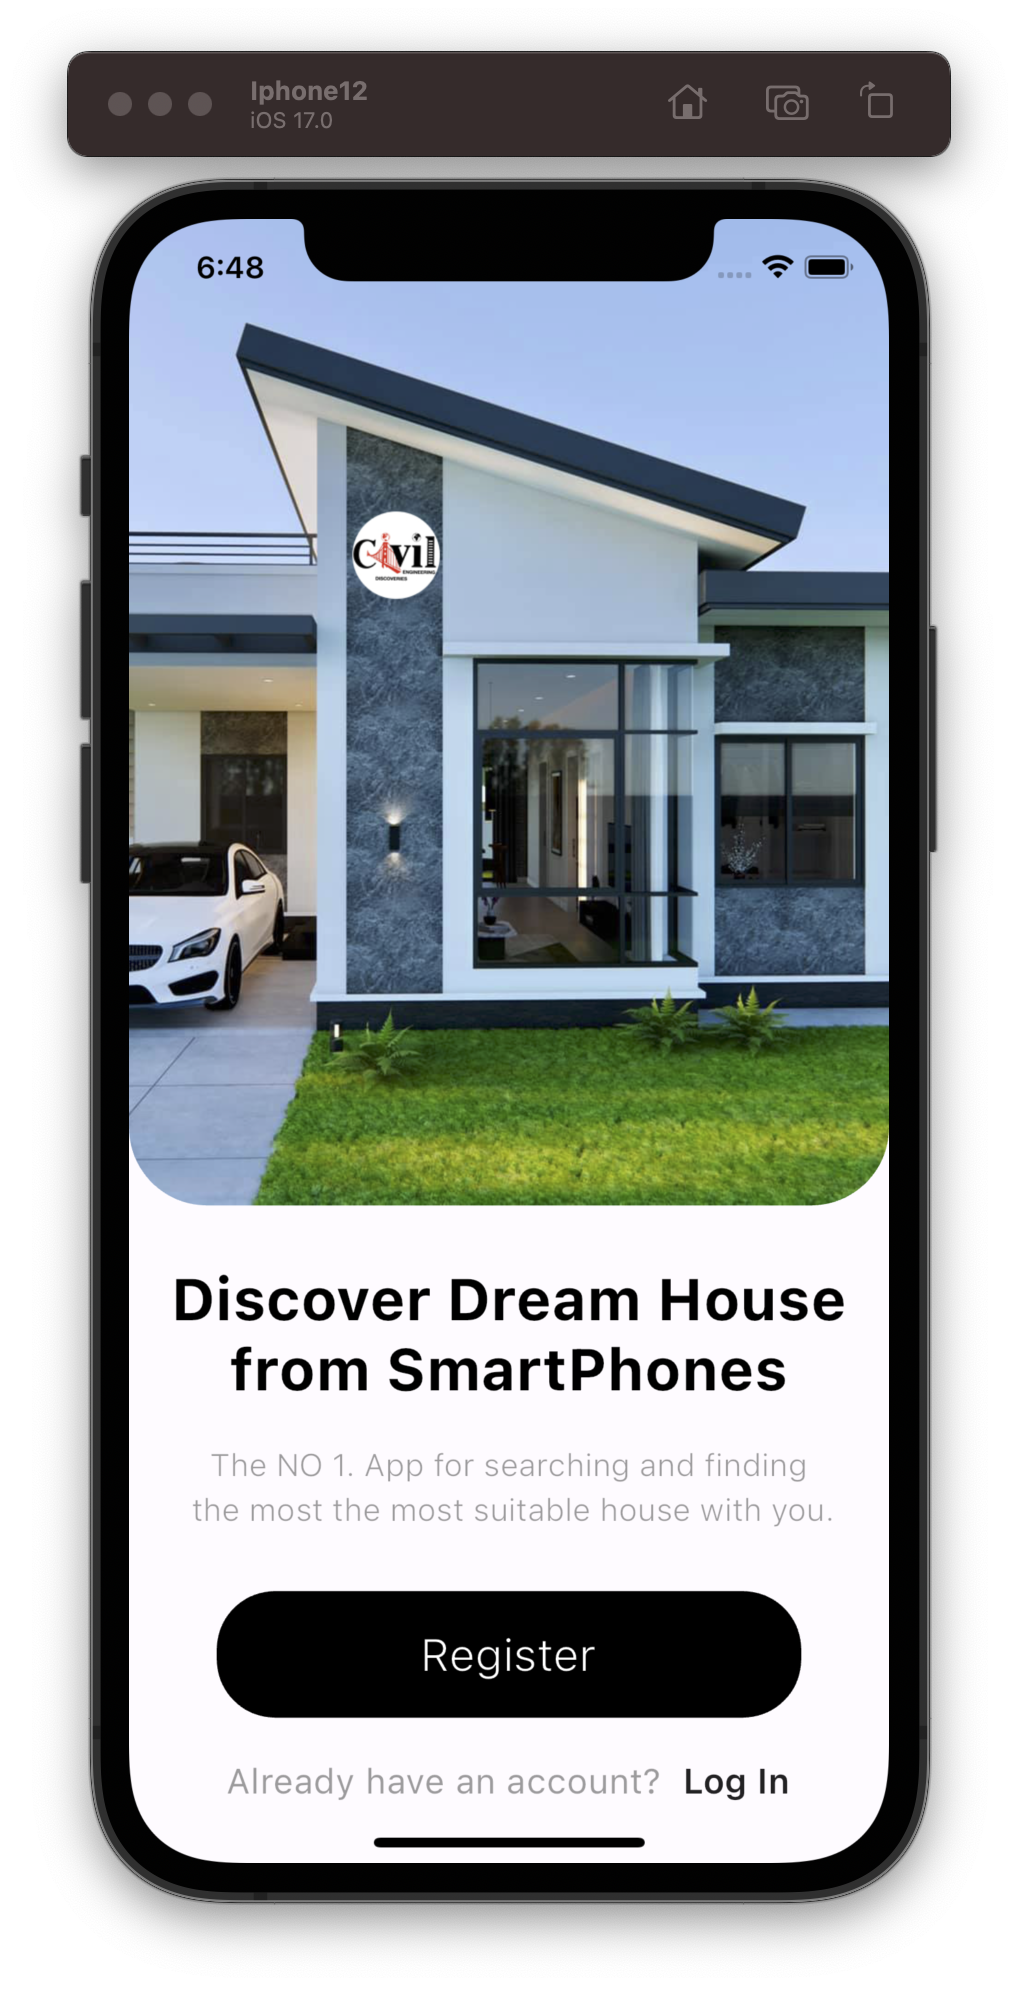 Iphone12
iOS 17.0
6:48
Civil
ENGINEERING
DISCOVERIES
Discover Dream House
from SmartPhones
The NO 1. App for searching and finding
the most the most suitable house with you.
Register
Already have an account? Log In